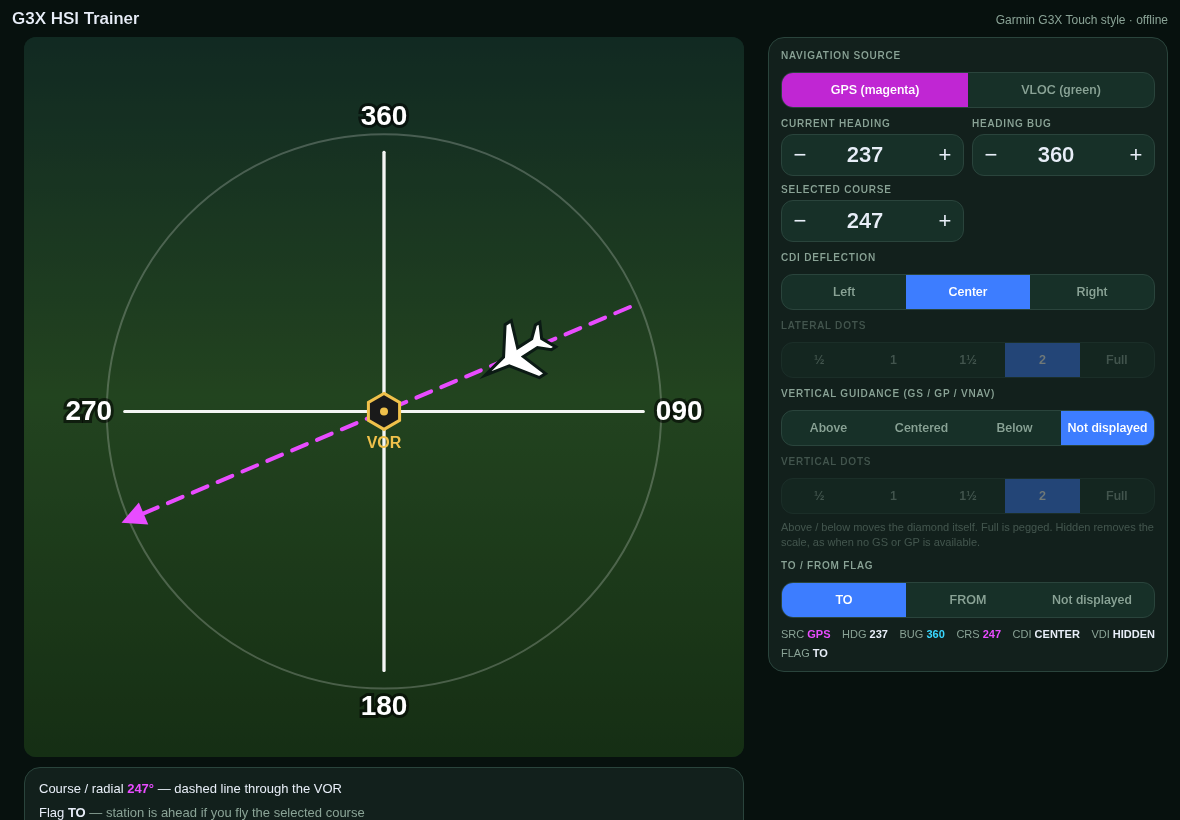 G3X HSI Trainer
Garmin G3X Touch style · offline
360
270
090
VOR
180
NAVIGATION SOURCE
GPS (magenta) VLOC (green)
CURRENT HEADING HEADING BUG
− 237 + − 360 +
SELECTED COURSE
− 247 +
CDI DEFLECTION
Left Center Right
LATERAL DOTS
½ 1 1½ 2 Full
VERTICAL GUIDANCE (GS / GP / VNAV)
Above Centered Below Not displayed
VERTICAL DOTS
½ 1 1½ 2 Full
Above / below moves the diamond itself. Full is pegged. Hidden removes the
scale, as when no GS or GP is available.
TO / FROM FLAG
TO FROM Not displayed
SRC GPS HDG 237 BUG 360 CRS 247 CDI CENTER VDI HIDDEN
FLAG TO
Course / radial 247° — dashed line through the VOR
Flag TO — station is ahead if you fly the selected course